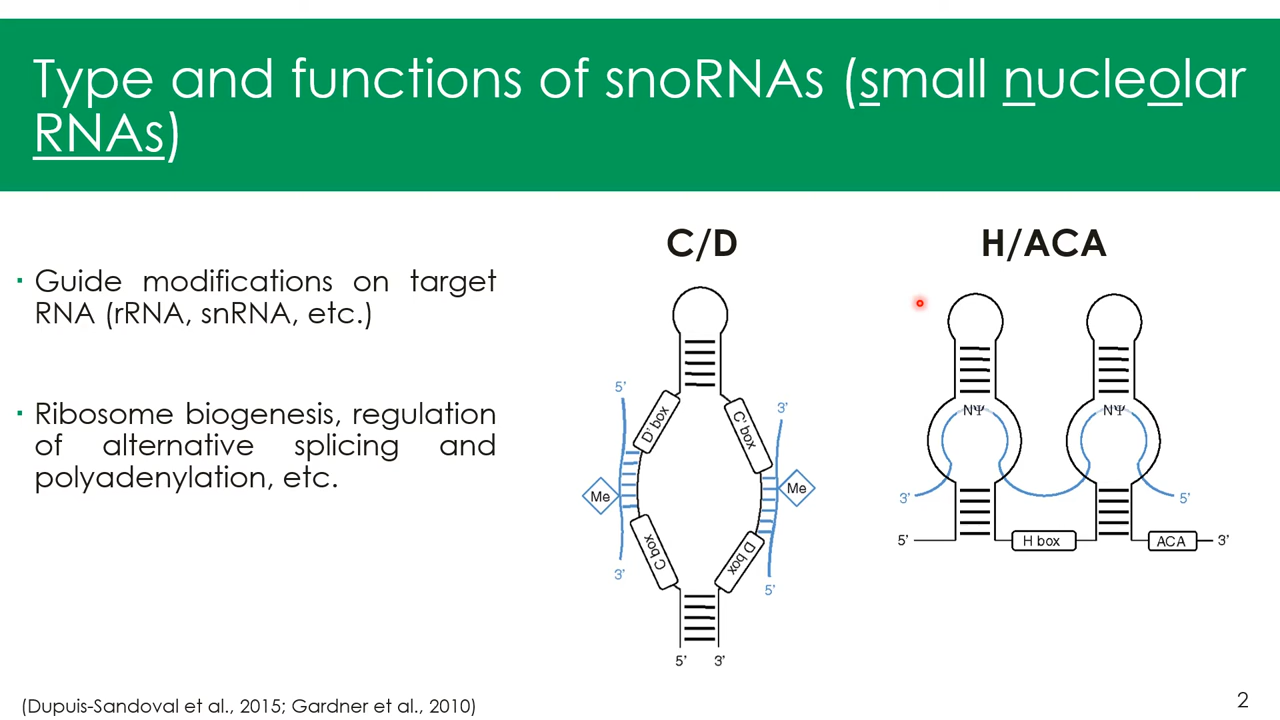 Type and functions of snoRNAs (small nucleolar
RNAs)
· Guide modifications on target
RNA (rRNA, snRNA, etc.)
· Ribosome biogenesis, regulation
of alternative splicing and
polyadenylation, etc.
C/D
5'
3'
D' box
C' box
Me
Me
C box
D box
3'
5'
5' 3'
H/ACA
NΨ NΨ
3' 5'
5' H box ACA 3'
(Dupuis-Sandoval et al., 2015; Gardner et al., 2010)
2